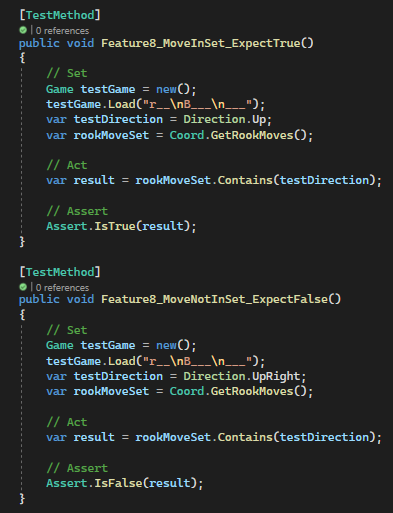 [TestMethod]
| 0 references
public void Feature8_MoveInSet_ExpectTrue()
{
// Set
Game testGame = new();
testGame.Load("r__\nB___\n___");
var testDirection = Direction.Up;
var rookMoveSet = Coord.GetRookMoves();
// Act
var result = rookMoveSet.Contains(testDirection);
// Assert
Assert.IsTrue(result);
}
[TestMethod]
| 0 references
public void Feature8_MoveNotInSet_ExpectFalse()
{
// Set
Game testGame = new();
testGame.Load("r__\nB___\n___");
var testDirection = Direction.UpRight;
var rookMoveSet = Coord.GetRookMoves();
// Act
var result = rookMoveSet.Contains(testDirection);
// Assert
Assert.IsFalse(result);
}